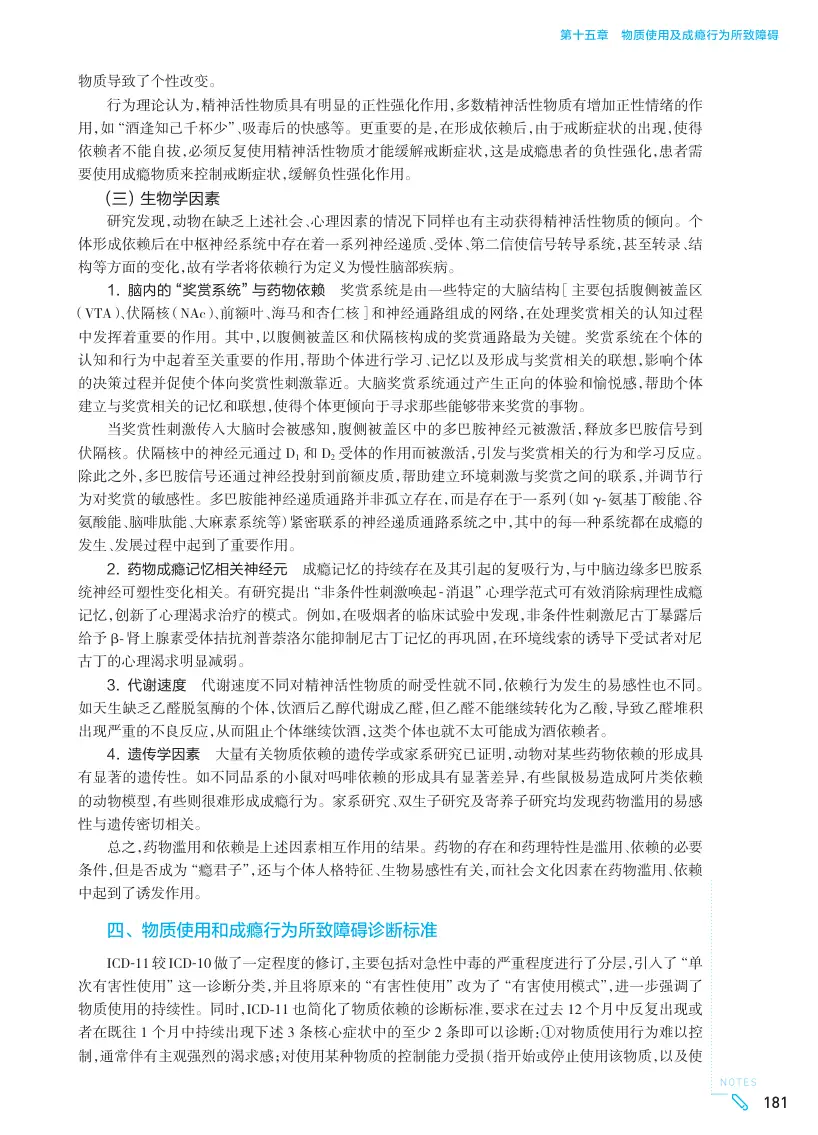 第十五章 物质使用及成瘾行为所致障碍
物质导致了个性改变。
行为理论认为,精神活性物质具有明显的正性强化作用,多数精神活性物质有增加正性情绪的作
用,如“酒逢知己千杯少”、吸毒后的快感等。更重要的是,在形成依赖后,由于戒断症状的出现,使得
依赖者不能自拔,必须反复使用精神活性物质才能缓解戒断症状,这是成瘾患者的负性强化,患者需
要使用成瘾物质来控制戒断症状,缓解负性强化作用。
(三)生物学因素
研究发现,动物在缺乏上述社会、心理因素的情况下同样也有主动获得精神活性物质的倾向。个
体形成依赖后在中枢神经系统中存在着一系列神经递质、受体、第二信使信号转导系统,甚至转录、结
构等方面的变化,故有学者将依赖行为定义为慢性脑部疾病。
1. 脑内的“奖赏系统”与药物依赖 奖赏系统是由一些特定的大脑结构[主要包括腹侧被盖区
(VTA)、伏隔核(NAc)、前额叶、海马和杏仁核]和神经通路组成的网络,在处理奖赏相关的认知过程
中发挥着重要的作用。其中,以腹侧被盖区和伏隔核构成的奖赏通路最为关键。奖赏系统在个体的
认知和行为中起着至关重要的作用,帮助个体进行学习、记忆以及形成与奖赏相关的联想,影响个体
的决策过程并促使个体向奖赏性刺激靠近。大脑奖赏系统通过产生正向的体验和愉悦感,帮助个体
建立与奖赏相关的记忆和联想,使得个体更倾向于寻求那些能够带来奖赏的事物。
当奖赏性刺激传入大脑时会被感知,腹侧被盖区中的多巴胺神经元被激活,释放多巴胺信号到
伏隔核。伏隔核中的神经元通过 D₁ 和 D₂ 受体的作用而被激活,引发与奖赏相关的行为和学习反应。
除此之外,多巴胺信号还通过神经投射到前额皮质,帮助建立环境刺激与奖赏之间的联系,并调节行
为对奖赏的敏感性。多巴胺能神经递质通路并非孤立存在,而是存在于一系列(如 γ-氨基丁酸能、谷
氨酸能、脑啡肽能、大麻素系统等)紧密联系的神经递质通路系统之中,其中的每一种系统都在成瘾的
发生、发展过程中起到了重要作用。
2. 药物成瘾记忆相关神经元 成瘾记忆的持续存在及其引起的复吸行为,与中脑边缘多巴胺系
统神经可塑性变化相关。有研究提出“非条件性刺激唤起-消退”心理学范式可有效消除病理性成瘾
记忆,创新了心理渴求治疗的模式。例如,在吸烟者的临床试验中发现,非条件性刺激尼古丁暴露后
给予 β-肾上腺素受体拮抗剂普萘洛尔能抑制尼古丁记忆的再巩固,在环境线索的诱导下受试者对尼
古丁的心理渴求明显减弱。
3. 代谢速度 代谢速度不同对精神活性物质的耐受性就不同,依赖行为发生的易感性也不同。
如天生缺乏乙醛脱氢酶的个体,饮酒后乙醇代谢成乙醛,但乙醛不能继续转化为乙酸,导致乙醛堆积
出现严重的不良反应,从而阻止个体继续饮酒,这类个体也就不太可能成为酒依赖者。
4. 遗传学因素 大量有关物质依赖的遗传学或家系研究已证明,动物对某些药物依赖的形成具
有显著的遗传性。如不同品系的小鼠对吗啡依赖的形成具有显著差异,有些鼠极易造成阿片类依赖
的动物模型,有些则很难形成成瘾行为。家系研究、双生子研究及寄养子研究均发现药物滥用的易感
性与遗传密切相关。
总之,药物滥用和依赖是上述因素相互作用的结果。药物的存在和药理特性是滥用、依赖的必要
条件,但是否成为“瘾君子”,还与个体人格特征、生物易感性有关,而社会文化因素在药物滥用、依赖
中起到了诱发作用。
四、物质使用和成瘾行为所致障碍诊断标准
ICD-11 较 ICD-10 做了一定程度的修订,主要包括对急性中毒的严重程度进行了分层,引入了“单
次有害性使用”这一诊断分类,并且将原来的“有害性使用”改为了“有害使用模式”,进一步强调了
物质使用的持续性。同时,ICD-11 也简化了物质依赖的诊断标准,要求在过去 12 个月中反复出现或
者在既往 1 个月中持续出现下述 3 条核心症状中的至少 2 条即可以诊断:①对物质使用行为难以控
制,通常伴有主观强烈的渴求感;对使用某种物质的控制能力受损(指开始或停止使用该物质,以及使
NOTES
181